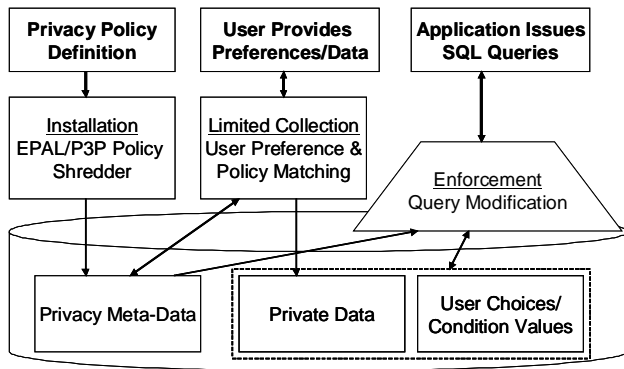 Privacy Policy
Definition
User Provides
Preferences/Data
Application Issues
SQL Queries
Installation
EPAL/P3P Policy
Shredder
Limited Collection
User Preference &
Policy Matching
Enforcement
Query Modification
Privacy Meta-Data
Private Data
User Choices/
Condition Values